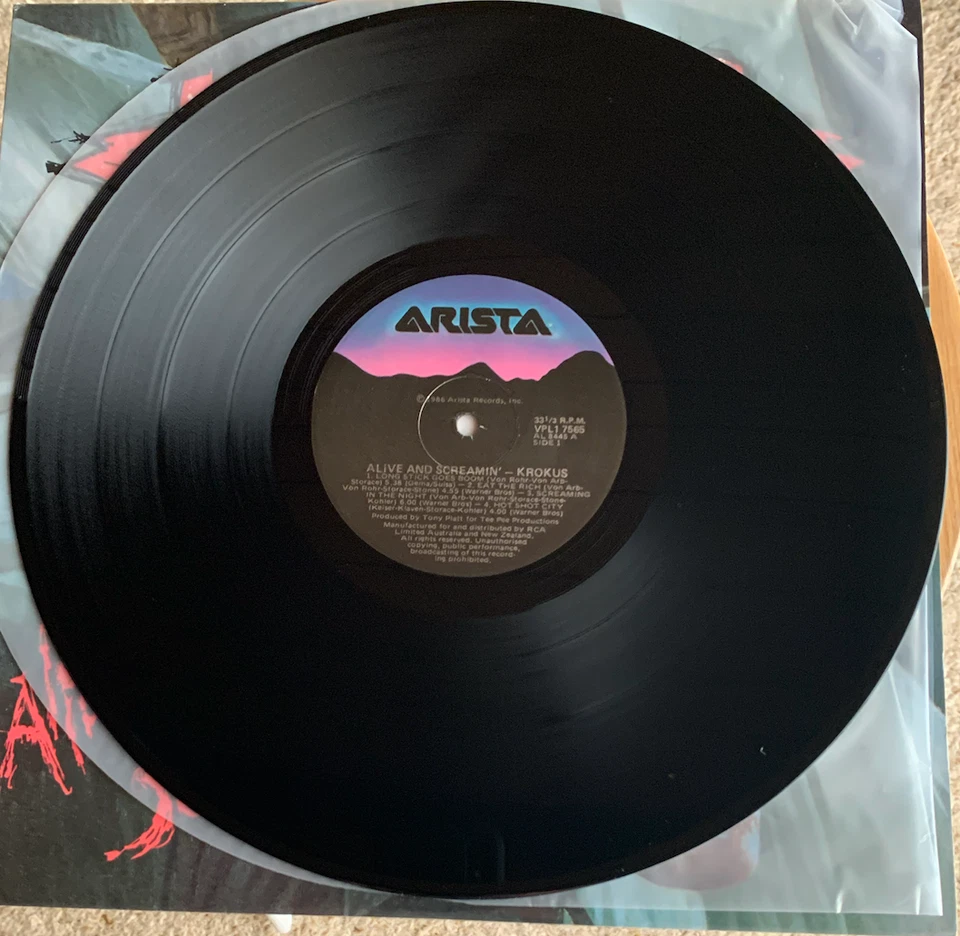 ARISTA
℗1986 Arista Records, Inc.
33 1/3 R.P.M.
VPL1 7565
AL 8445 A
SIDE 1
ALIVE AND SCREAMIN' — KROKUS
1. LONG STICK GOES BOOM (Von Rohr-Von Arb-
Storace) 5.38 (Gema/Suisa) — 2. EAT THE RICH (Von Arb-
Von Rohr-Storace-Stone) 4.55 (Warner Bros) — 3. SCREAMING
IN THE NIGHT (Von Arb-Von Rohr-Storace-Stone-
Kohler) 6.00 (Warner Bros) — 4. HOT SHOT CITY
(Keiser-Klaven-Storace-Kohler) 4.00 (Warner Bros)
Produced by Tony Platt for Tee Pee Productions
Manufactured for and distributed by RCA
Limited Australia and New Zealand.
All rights reserved. Unauthorised
copying, public performance,
broadcasting of this record-
ing prohibited.